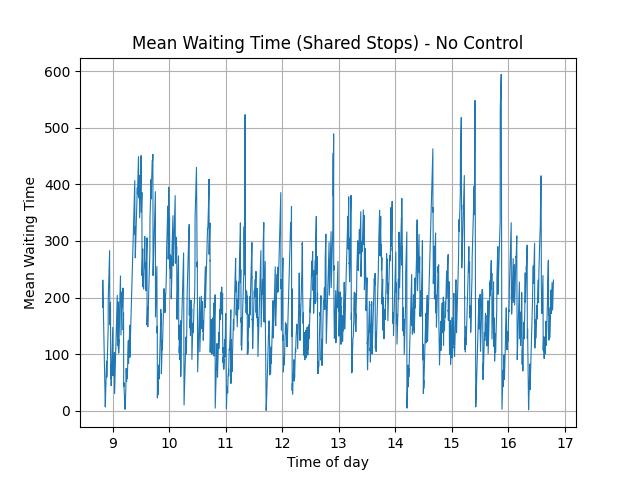 Mean Waiting Time (Shared Stops) - No Control
600
500
400
300
200
100
0
Mean Waiting Time
9 10 11 12 13 14 15 16 17
Time of day